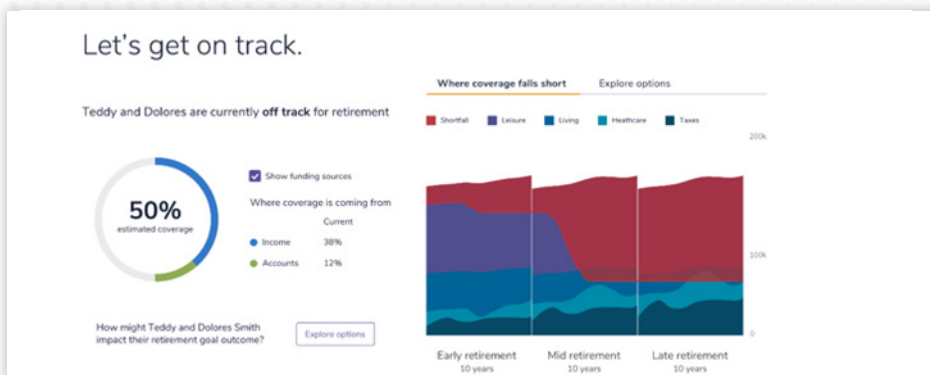 Let's get on track.
Teddy and Dolores are currently off track for retirement
50%
estimated coverage
Show funding sources
Where coverage is coming from
Current
Income 38%
Accounts 12%
How might Teddy and Dolores Smith
impact their retirement goal outcome?
Explore options
Where coverage falls short Explore options
Shortfall Leisure Living Heathcare Taxes
200k
100k
0
Early retirement Mid retirement Late retirement
10 years 10 years 10 years